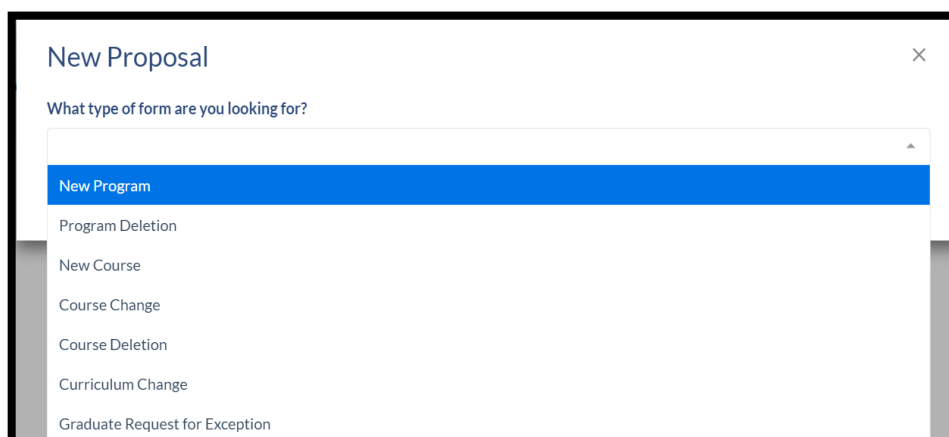 New Proposal
What type of form are you looking for?
New Program
Program Deletion
New Course
Course Change
Course Deletion
Curriculum Change
Graduate Request for Exception